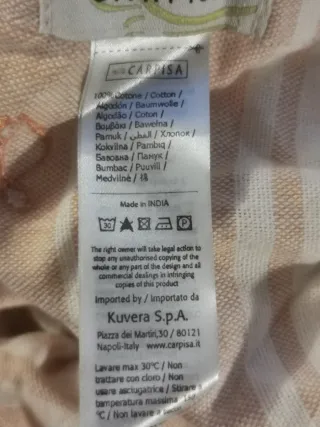 CARPISA
100% Cotone / Cotton /
Algodón / Baumwolle /
Algodão / Coton /
Βαμβάκι / Bawełna /
Pamuk / القطن / Хлопок /
Kokvilna / Pambiq /
Бавовна / Памук /
Bumbac / Puuvill /
Medvilnė / 棉
Made in INDIA
30 P
The right owner will take legal action to
stop any unauthorised copying of the
whole or any part of the design and all
commercial dealings in infringing
copies of this product
Imported by / Importato da
Kuvera S.p.A.
Piazza dei Martiri,30 / 80121
Napoli-Italy www.carpisa.it
Lavare max 30°C / Non
trattare con cloro / Non
usare asciugatrice / Stirare a
temperatura massima
°C / Non lavare a